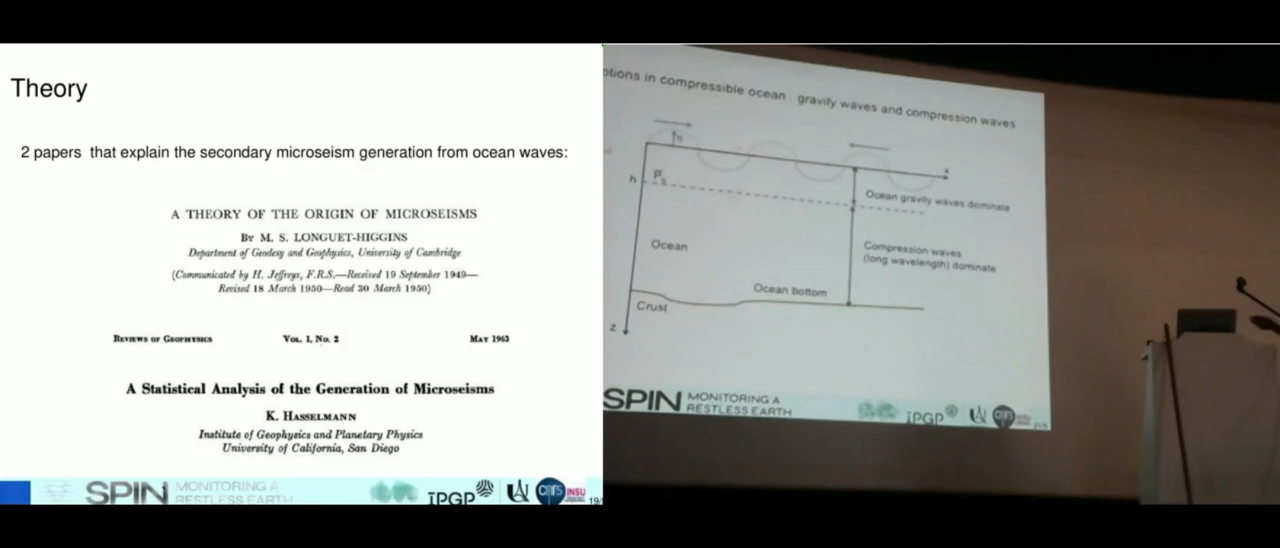 Theory
2 papers that explain the secondary microseism generation from ocean waves:
A THEORY OF THE ORIGIN OF MICROSEISMS
BY M. S. LONGUET-HIGGINS
Department of Geodesy and Geophysics, University of Cambridge
(Communicated by H. Jeffreys, F.R.S.—Received 19 September 1949—
Revised 18 March 1950—Read 30 March 1950)
REVIEWS OF GEOPHYSICS VOL. 1, NO. 2 MAY 1963
A Statistical Analysis of the Generation of Microseisms
K. HASSELMANN
Institute of Geophysics and Planetary Physics
University of California, San Diego
SPIN MONITORING A
RESTLESS EARTH
IPGP
cnrs INSU
19/
in compressible ocean gravity waves and compression waves
η
x
h
Ocean gravity waves dominate
Ocean
Compression waves
(long wavelength) dominate
Ocean bottom
Crust
z
SPIN MONITORING A
RESTLESS EARTH
IPGP
cnrs INSU